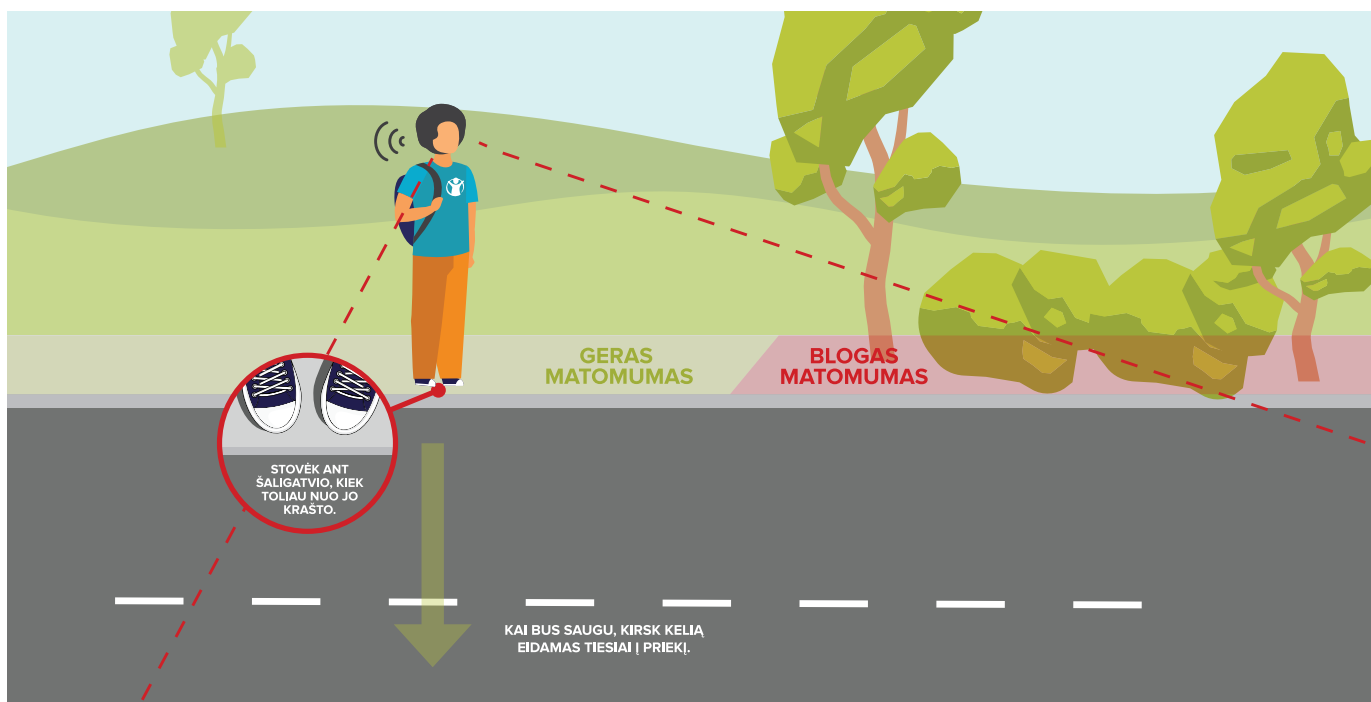 GERAS
MATOMUMAS
BLOGAS
MATOMUMAS
STOVĖK ANT
ŠALIGATVIO, KIEK
TOLIAU NUO JO
KRAŠTO.
KAI BUS SAUGU, KIRSK KELIĄ
EIDAMAS TIESIAI Į PRIEKĮ.